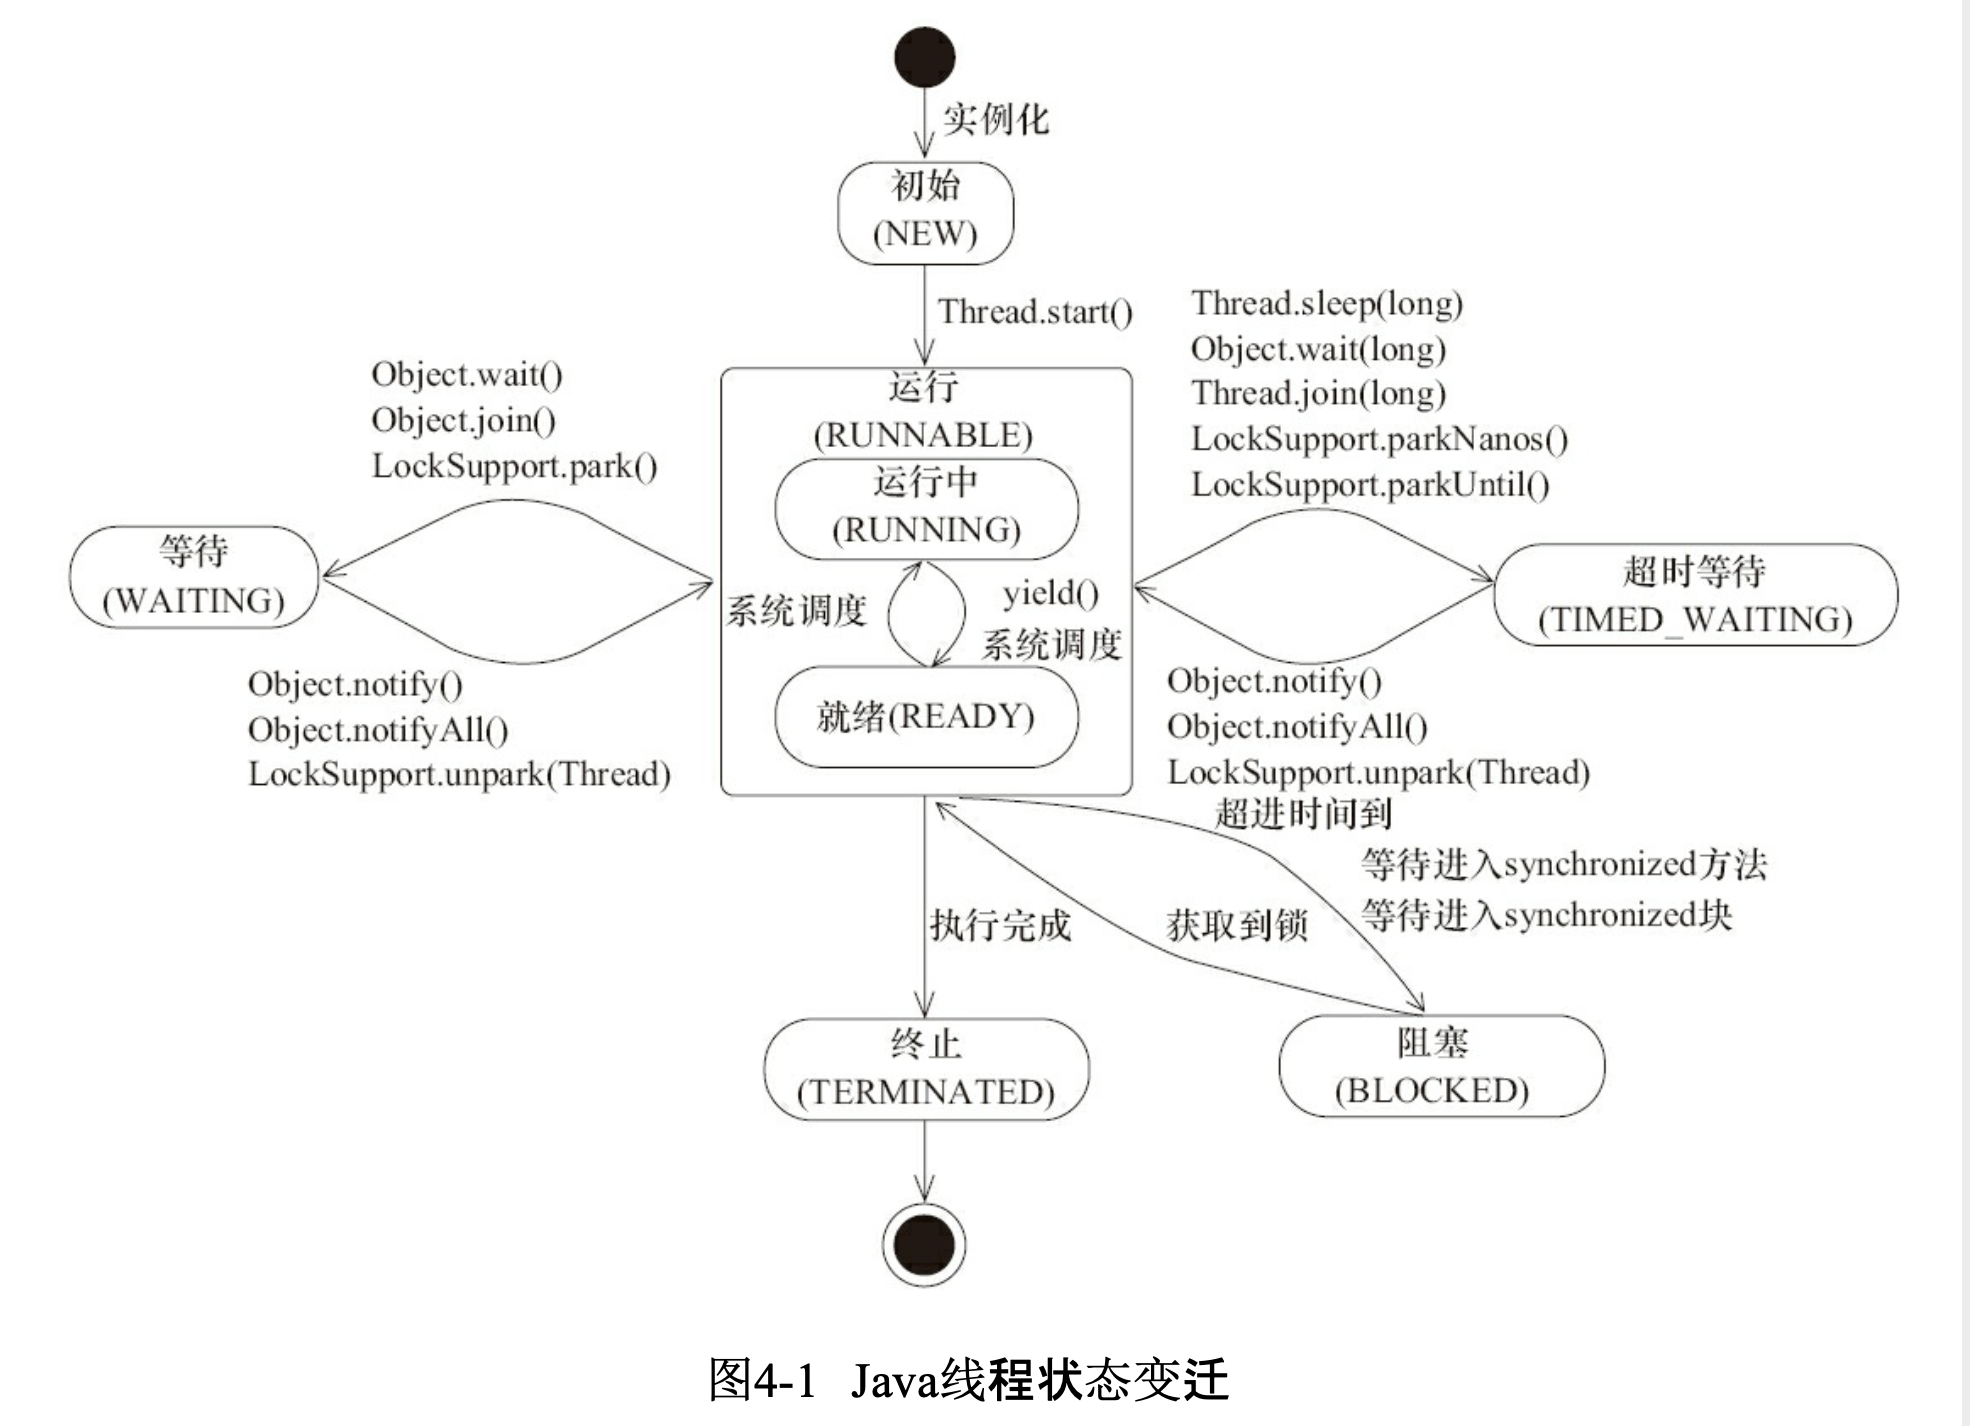 实例化
初始
(NEW)
Thread.start()
Object.wait()
Object.join()
LockSupport.park()
Thread.sleep(long)
Object.wait(long)
Thread.join(long)
LockSupport.parkNanos()
LockSupport.parkUntil()
运行
(RUNNABLE)
运行中
(RUNNING)
等待
(WAITING)
系统调度
yield()
系统调度
超时等待
(TIMED_WAITING)
就绪(READY)
Object.notify()
Object.notifyAll()
LockSupport.unpark(Thread)
Object.notify()
Object.notifyAll()
LockSupport.unpark(Thread)
超进时间到
等待进入synchronized方法
等待进入synchronized块
执行完成
获取到锁
终止
(TERMINATED)
阻塞
(BLOCKED)
图4-1 Java线程状态变迁